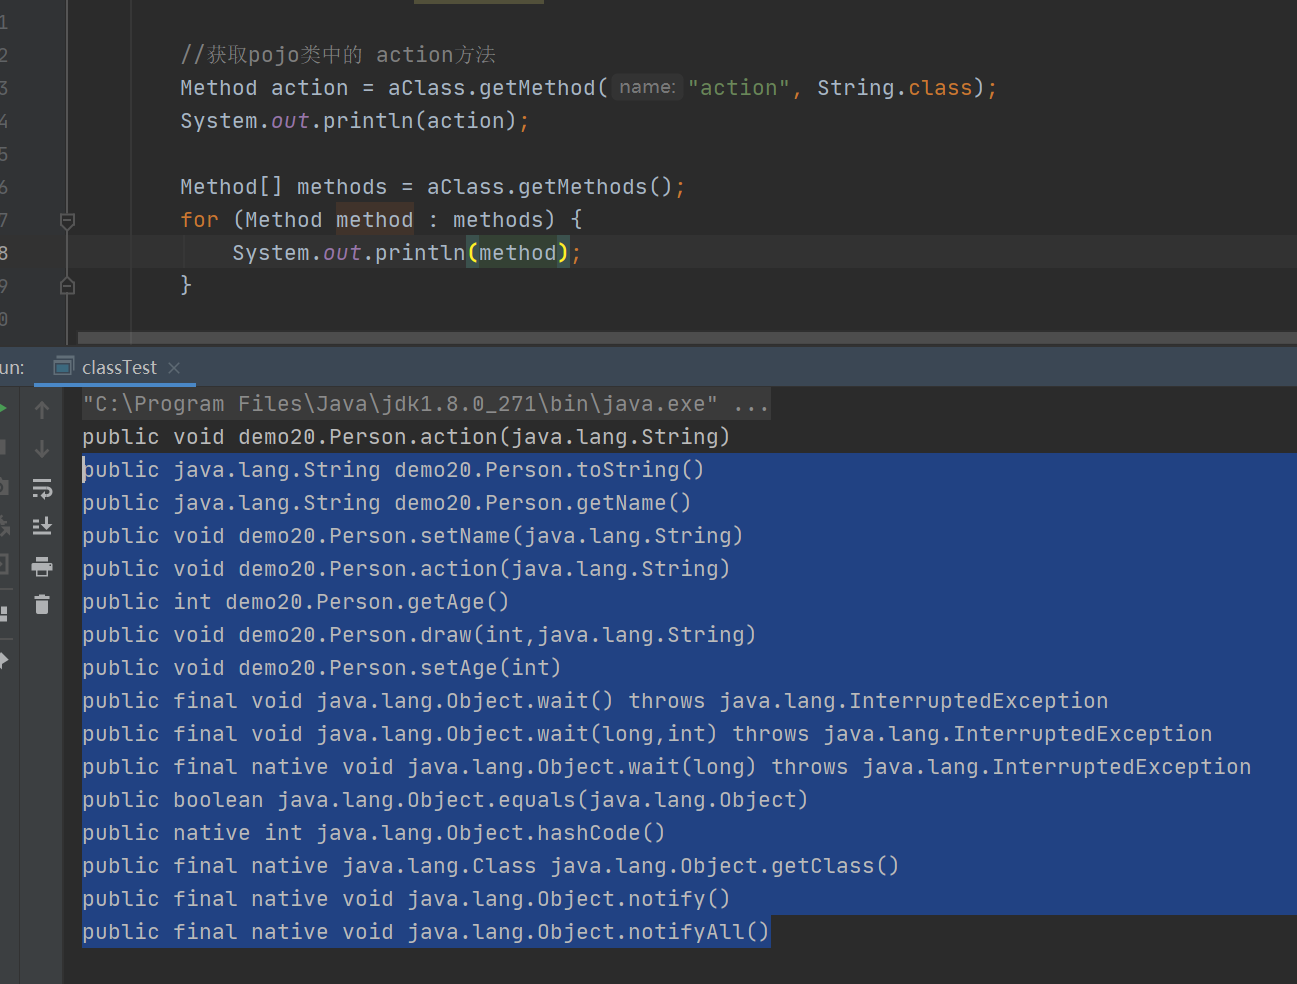 1
2 //获取pojo类中的 action方法
3 Method action = aClass.getMethod( name: "action", String.class);
4 System.out.println(action);
5
6 Method[] methods = aClass.getMethods();
7 for (Method method : methods) {
8 System.out.println(method);
9 }
0
un: classTest
"C:\Program Files\Java\jdk1.8.0_271\bin\java.exe" ...
public void demo20.Person.action(java.lang.String)
public java.lang.String demo20.Person.toString()
public java.lang.String demo20.Person.getName()
public void demo20.Person.setName(java.lang.String)
public void demo20.Person.action(java.lang.String)
public int demo20.Person.getAge()
public void demo20.Person.draw(int,java.lang.String)
public void demo20.Person.setAge(int)
public final void java.lang.Object.wait() throws java.lang.InterruptedException
public final void java.lang.Object.wait(long,int) throws java.lang.InterruptedException
public final native void java.lang.Object.wait(long) throws java.lang.InterruptedException
public boolean java.lang.Object.equals(java.lang.Object)
public native int java.lang.Object.hashCode()
public final native java.lang.Class java.lang.Object.getClass()
public final native void java.lang.Object.notify()
public final native void java.lang.Object.notifyAll()